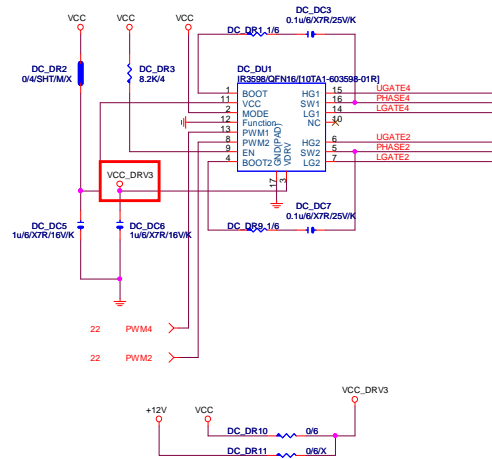 VCC VCC VCC
DC_DR2
0/4/SHT/M/X
DC_DR3
8.2K/4
DC_DR1 1/6
DC_DC3
0.1u/6/X7R/25V/K
DC_DU1
IR3598/QFN16/[10TA1-603598-01R]
1 BOOT HG1 15 UGATE4
11 VCC SW1 16 PHASE4
2 MODE LG1 14 LGATE4
12 Function NC 10
13 PWM1
8 PWM2 HG2 6 UGATE2
9 EN SW2 5 PHASE2
4 BOOT2 LG2 7 LGATE2
GND(PAD)
VDRV
17 3
VCC_DRV3
DC_DC5
1u/6/X7R/16V/K
DC_DC6
1u/6/X7R/16V/K
DC_DR9 1/6
DC_DC7
0.1u/6/X7R/25V/K
22 PWM4
22 PWM2
VCC_DRV3
+12V VCC
DC_DR10 0/6
DC_DR11 0/6/X